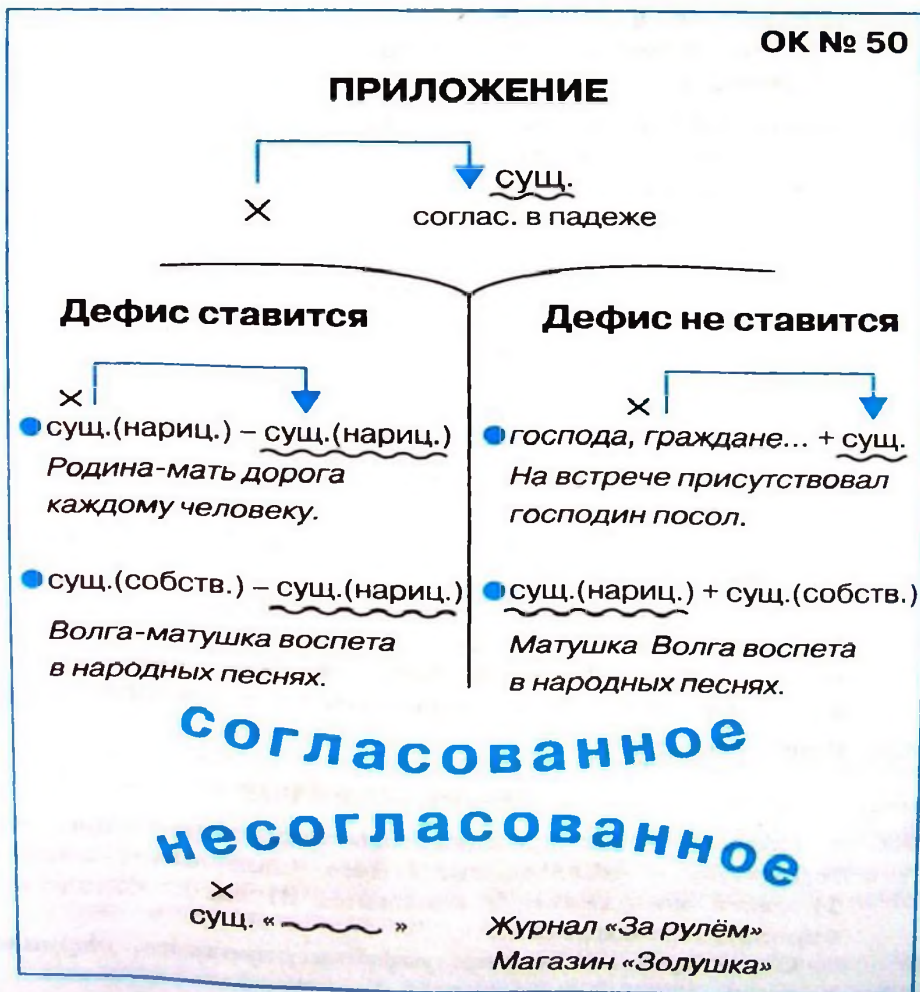 ОК № 50
ПРИЛОЖЕНИЕ
сущ.
соглас. в падеже
Дефис ставится
сущ.(нариц.) – сущ.(нариц.)
Родина-мать дорога
каждому человеку.
сущ.(собств.) – сущ.(нариц.)
Волга-матушка воспета
в народных песнях.
Дефис не ставится
господа, граждане... + сущ.
На встрече присутствовал
господин посол.
сущ.(нариц.) + сущ.(собств.)
Матушка Волга воспета
в народных песнях.
согласованное
несогласованное
сущ. « »
Журнал «За рулём»
Магазин «Золушка»